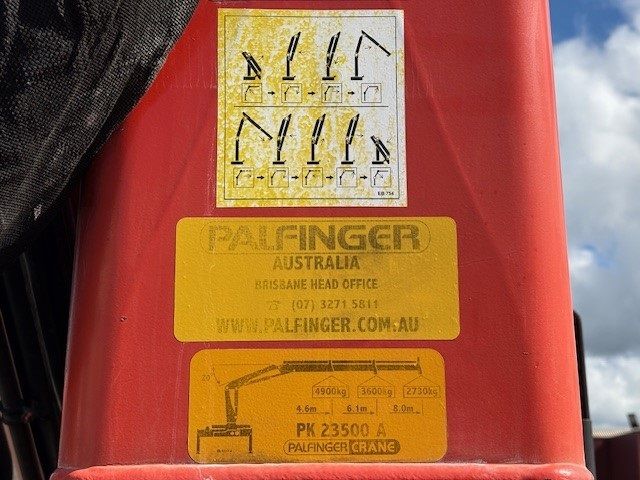 EB 754
PALFINGER
AUSTRALIA
BRISBANE HEAD OFFICE
☏ (07) 3271 5811
WWW.PALFINGER.COM.AU
20°
4900kg 3600kg 2730kg
4.6m 6.1m 8.0m
PK 23500 A
PALFINGER CRANE